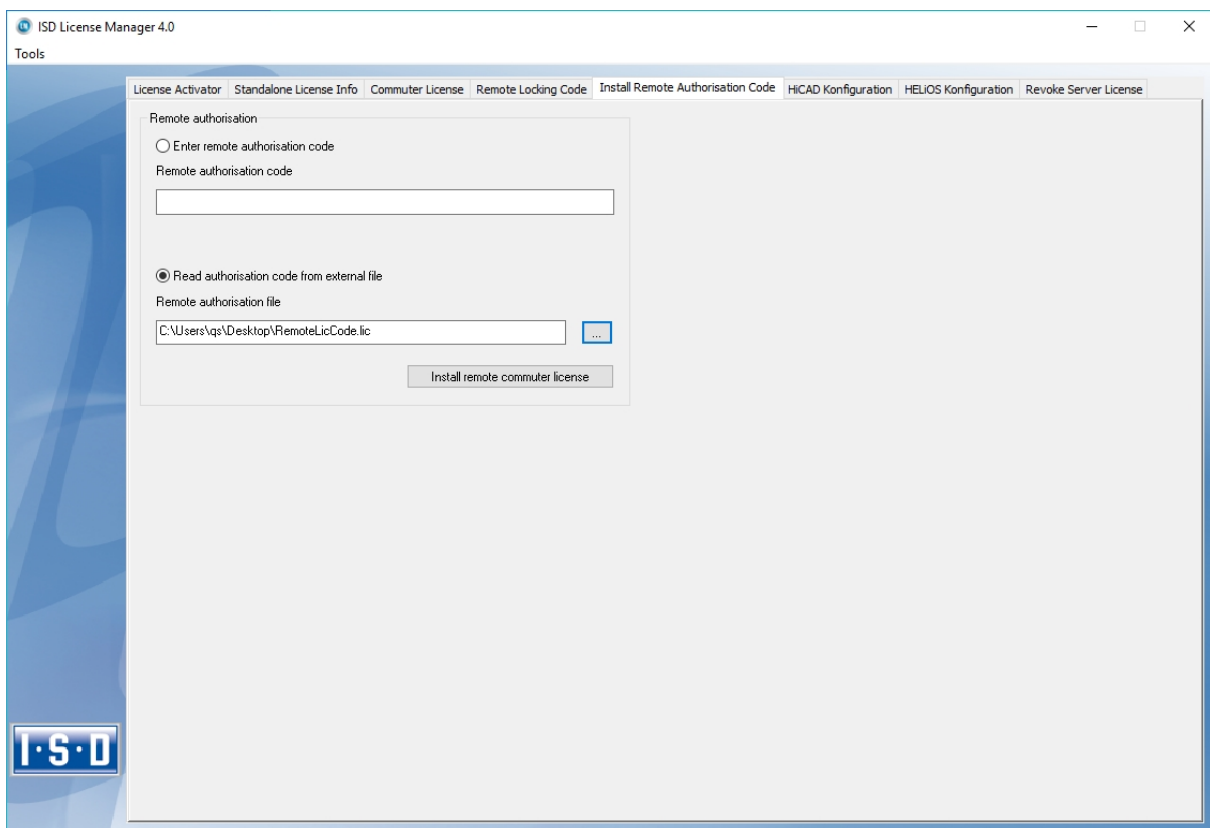 ISD License Manager 4.0
Tools
License Activator Standalone License Info Commuter License Remote Locking Code Install Remote Authorisation Code HiCAD Konfiguration HELiOS Konfiguration Revoke Server License
Remote authorisation
Enter remote authorisation code
Remote authorisation code
Read authorisation code from external file
Remote authorisation file
C:\Users\qs\Desktop\RemoteLicCode.lic
...
Install remote commuter license
I·S·D